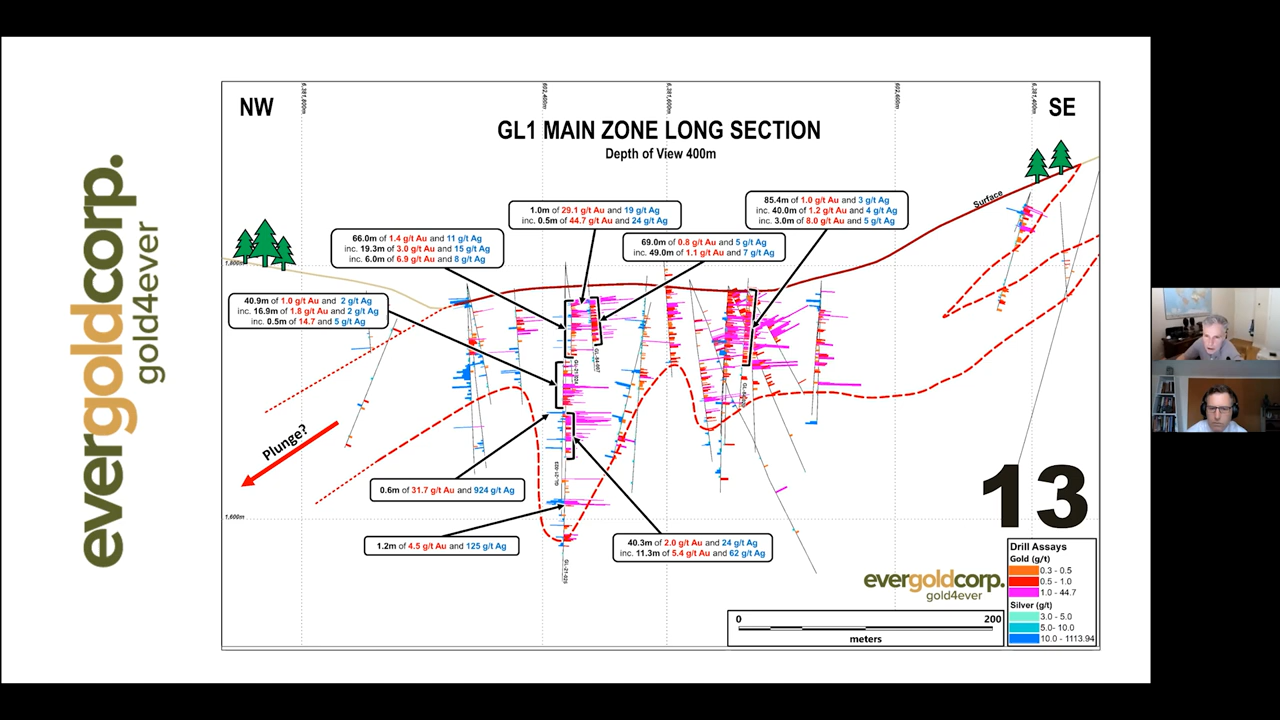 evergoldcorp.
gold4ever
NW
SE
GL1 MAIN ZONE LONG SECTION
Depth of View 400m
602,400m
602,600m
Surface
1.0m of 29.1 g/t Au and 19 g/t Ag
inc. 0.5m of 44.7 g/t Au and 24 g/t Ag
85.4m of 1.0 g/t Au and 3 g/t Ag
inc. 40.0m of 1.2 g/t Au and 4 g/t Ag
inc. 3.0m of 8.0 g/t Au and 5 g/t Ag
66.0m of 1.4 g/t Au and 11 g/t Ag
inc. 19.3m of 3.0 g/t Au and 15 g/t Ag
inc. 6.0m of 6.9 g/t Au and 8 g/t Ag
69.0m of 0.8 g/t Au and 5 g/t Ag
inc. 49.0m of 1.1 g/t Au and 7 g/t Ag
1,800m
40.9m of 1.0 g/t Au and 2 g/t Ag
inc. 16.9m of 1.8 g/t Au and 2 g/t Ag
inc. 0.5m of 14.7 and 5 g/t Ag
Plunge?
0.6m of 31.7 g/t Au and 924 g/t Ag
1,600m
1.2m of 4.5 g/t Au and 125 g/t Ag
40.3m of 2.0 g/t Au and 24 g/t Ag
inc. 11.3m of 5.4 g/t Au and 62 g/t Ag
13
evergoldcorp.
gold4ever
0
200
meters
Drill Assays
Gold (g/t)
0.3 - 0.5
0.5 - 1.0
1.0 - 44.7
Silver (g/t)
3.0 - 5.0
5.0- 10.0
10.0 - 1113.94